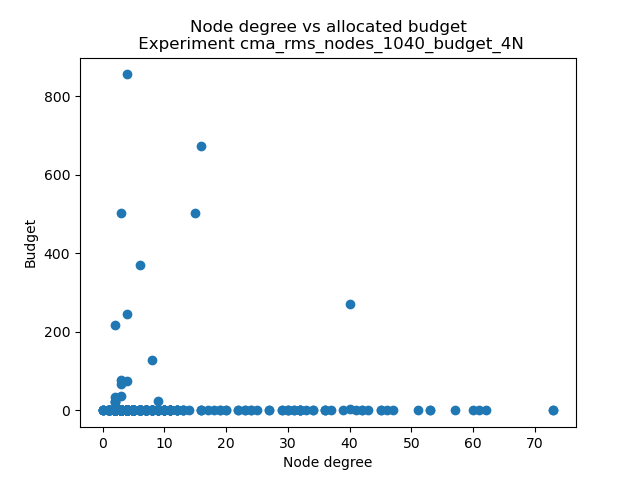 Node degree vs allocated budget
Experiment cma_rms_nodes_1040_budget_4N
800
600
400
200
0
Budget
0 10 20 30 40 50 60 70
Node degree